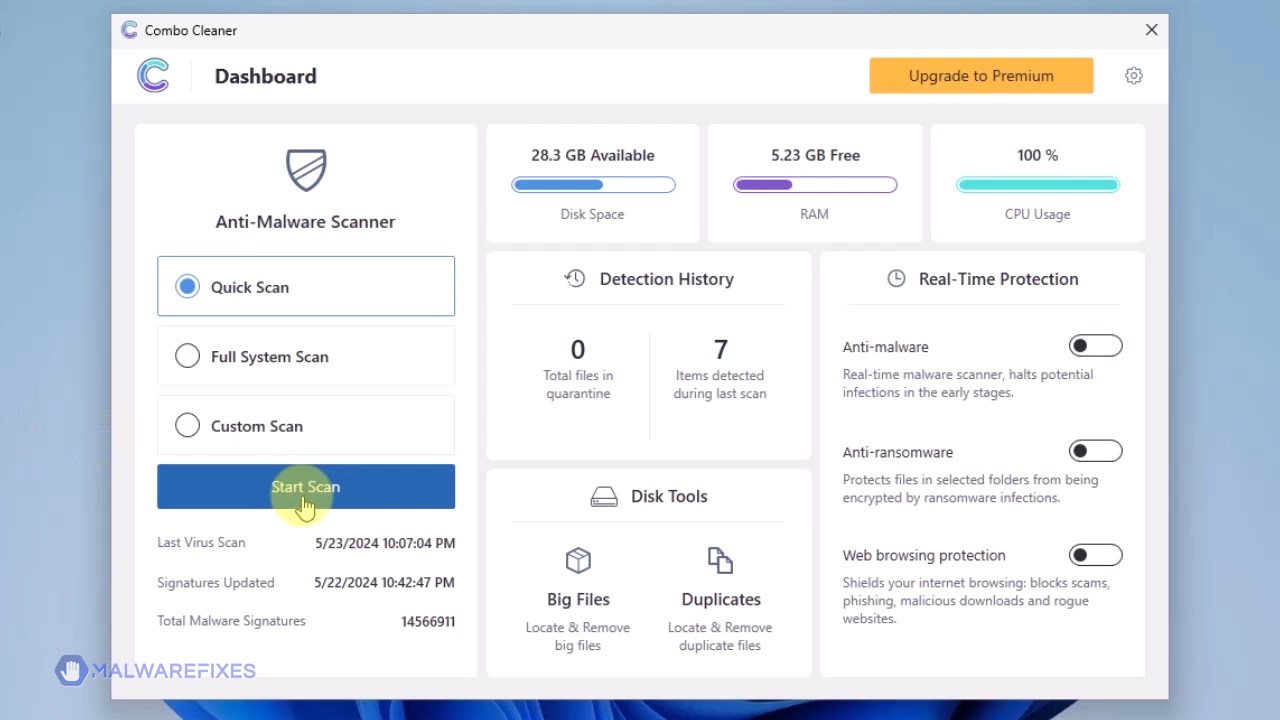 Combo Cleaner
Dashboard
Upgrade to Premium
Anti-Malware Scanner
Quick Scan
Full System Scan
Custom Scan
Start Scan
Last Virus Scan 5/23/2024 10:07:04 PM
Signatures Updated 5/22/2024 10:42:47 PM
Total Malware Signatures 14566911
28.3 GB Available
Disk Space
5.23 GB Free
RAM
100 %
CPU Usage
Detection History
0
Total files in
quarantine
7
Items detected
during last scan
Disk Tools
Big Files
Locate & Remove
big files
Duplicates
Locate & Remove
duplicate files
Real-Time Protection
Anti-malware
Real-time malware scanner, halts potential
infections in the early stages.
Anti-ransomware
Protects files in selected folders from being
encrypted by ransomware infections.
Web browsing protection
Shields your internet browsing: blocks scams,
phishing, malicious downloads and rogue
websites.
MALWAREFIXES